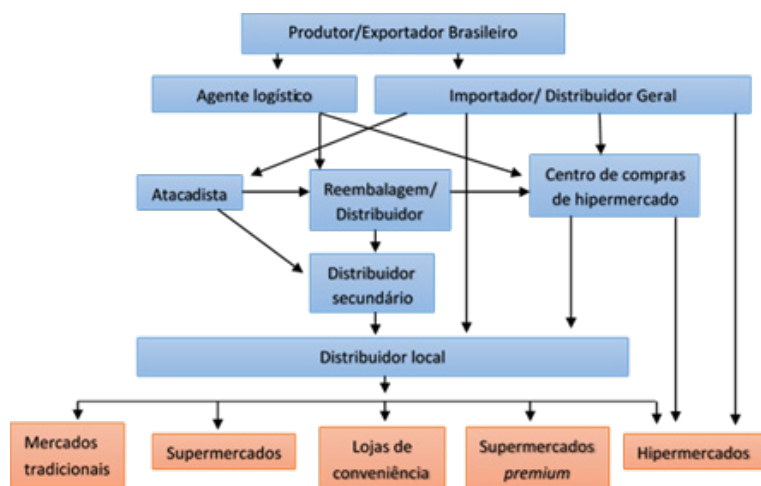 Produtor/Exportador Brasileiro
Agente logístico
Importador/ Distribuidor Geral
Atacadista
Reembalagem/
Distribuidor
Centro de compras
de hipermercado
Distribuidor
secundário
Distribuidor local
Mercados
tradicionais
Supermercados
Lojas de
conveniência
Supermercados
premium
Hipermercados